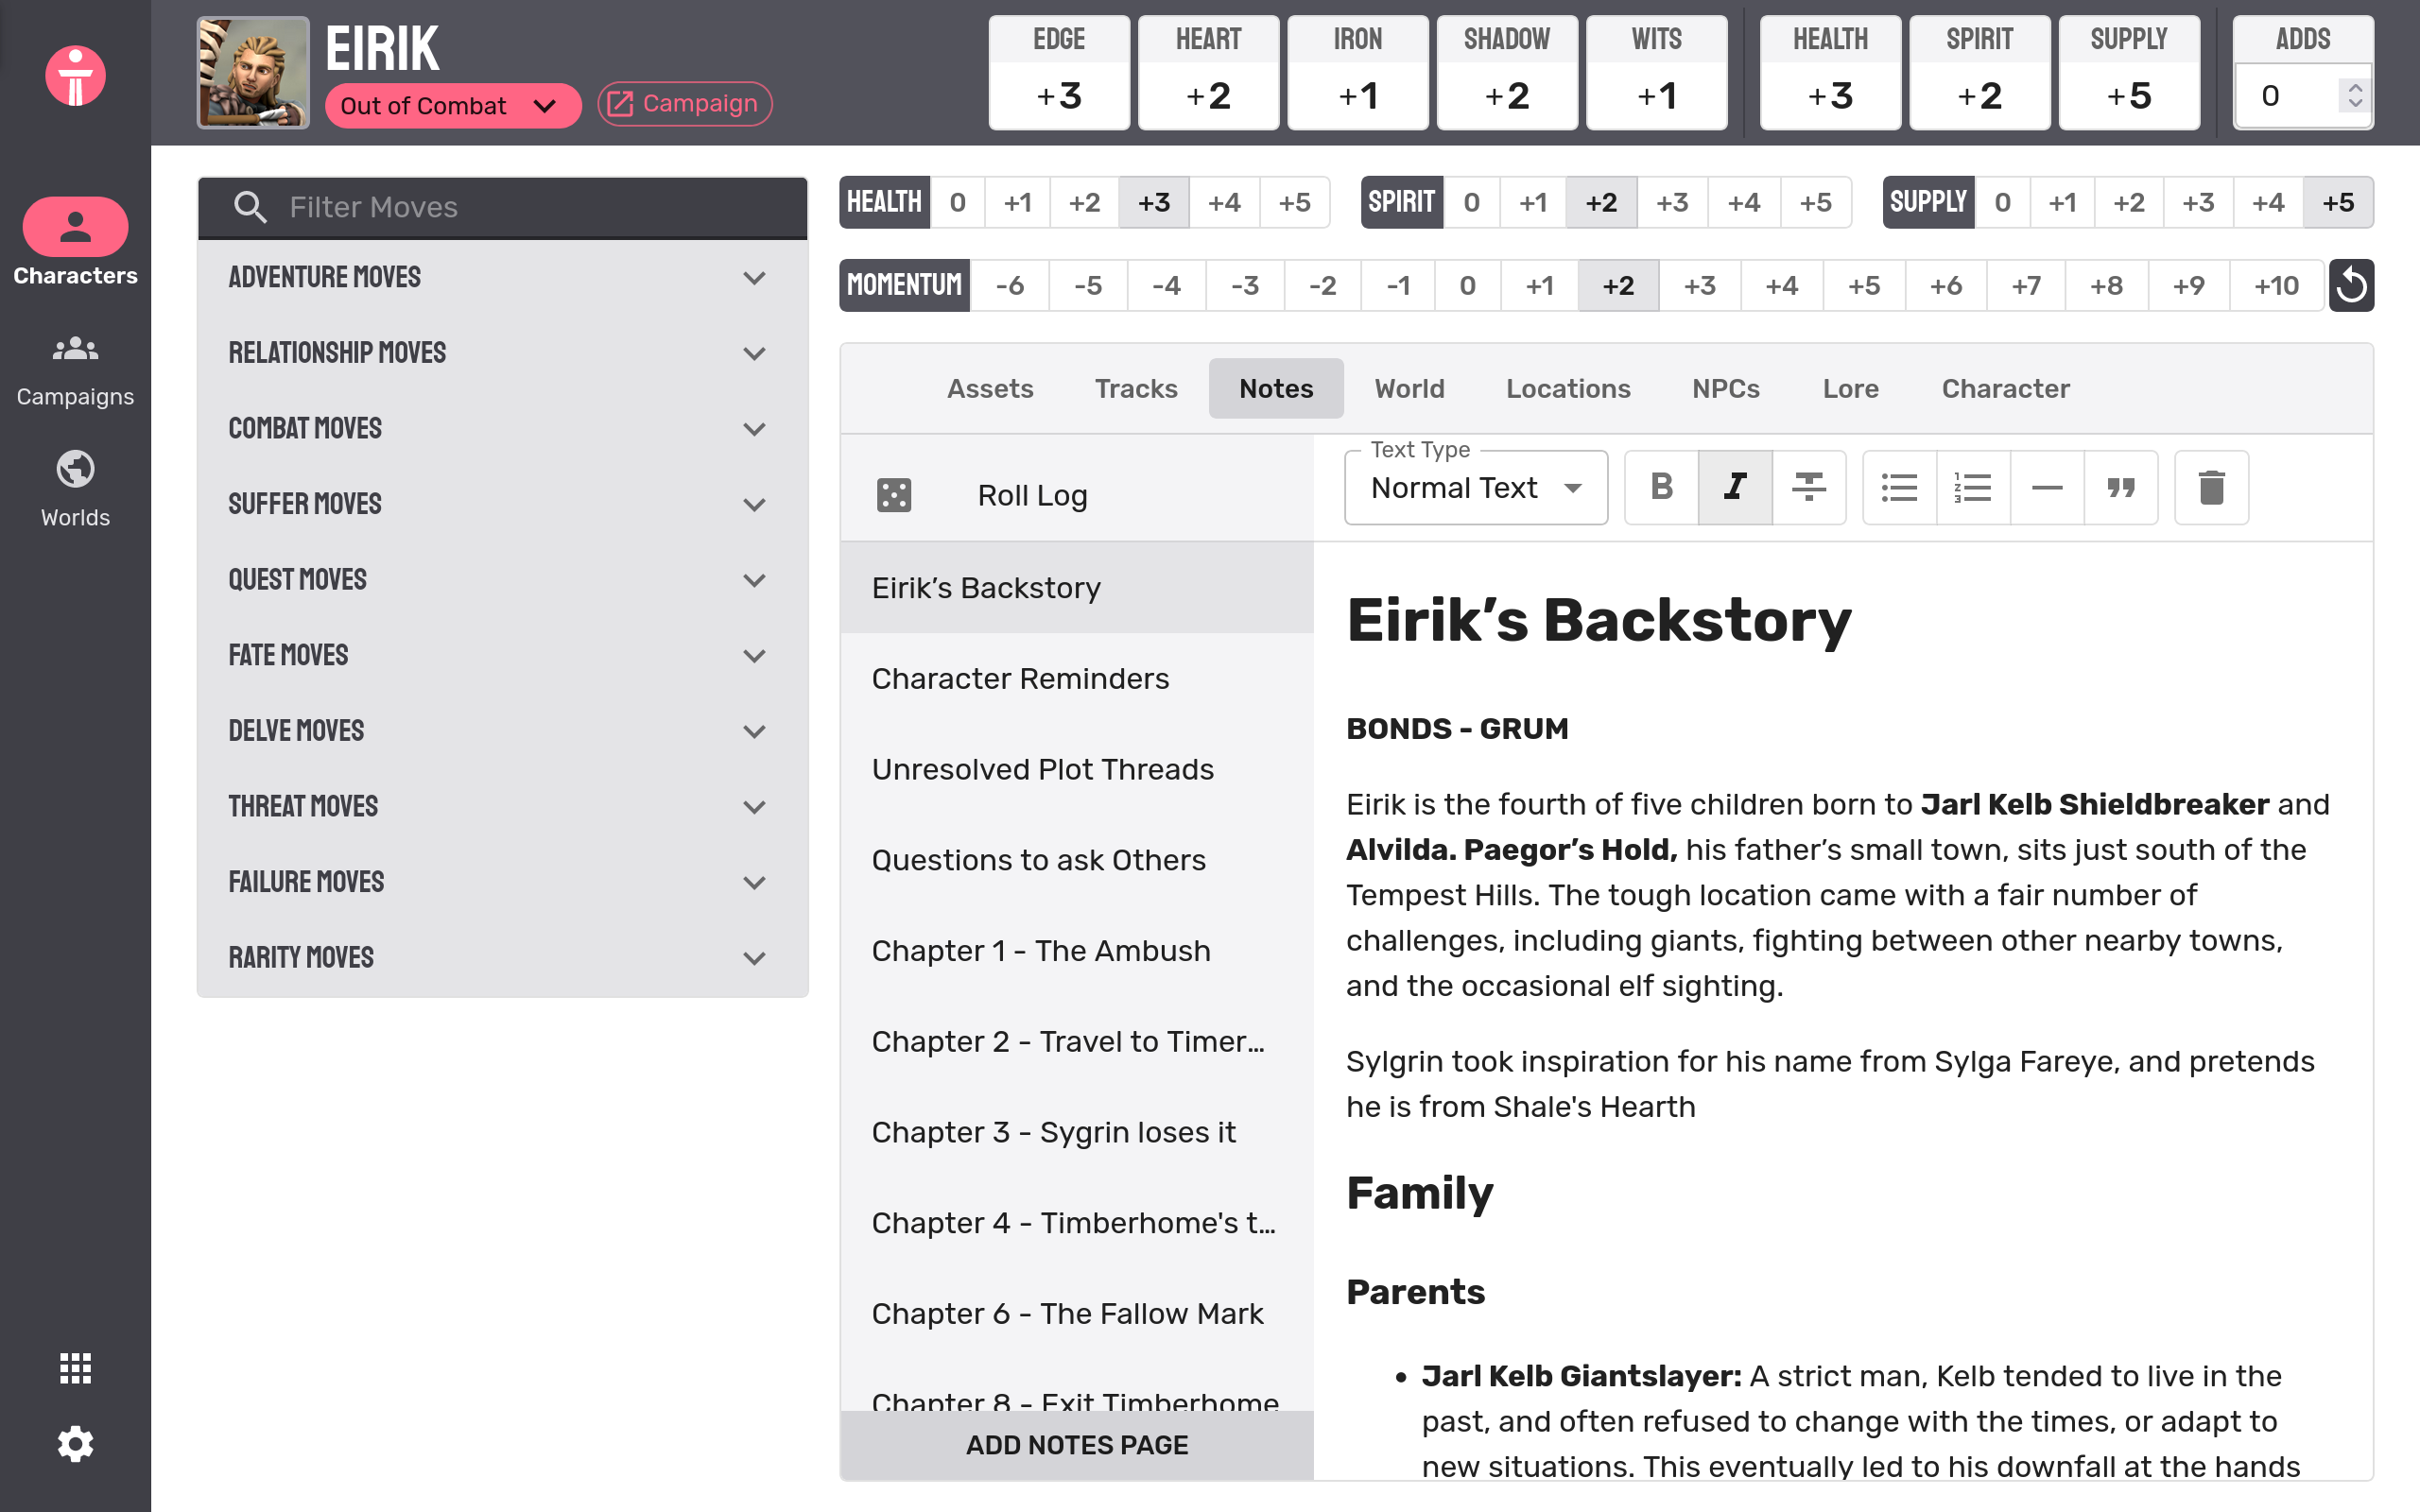 EIRIK
Out of Combat
Campaign
EDGE
+3
HEART
+2
IRON
+1
SHADOW
+2
WITS
+1
HEALTH
+3
SPIRIT
+2
SUPPLY
+5
ADDS
0
Characters
Campaigns
Worlds
Filter Moves
ADVENTURE MOVES
RELATIONSHIP MOVES
COMBAT MOVES
SUFFER MOVES
QUEST MOVES
FATE MOVES
DELVE MOVES
THREAT MOVES
FAILURE MOVES
RARITY MOVES
HEALTH 0 +1 +2 +3 +4 +5
SPIRIT 0 +1 +2 +3 +4 +5
SUPPLY 0 +1 +2 +3 +4 +5
MOMENTUM -6 -5 -4 -3 -2 -1 0 +1 +2 +3 +4 +5 +6 +7 +8 +9 +10
Assets Tracks Notes World Locations NPCs Lore Character
Roll Log
Eirik’s Backstory
Character Reminders
Unresolved Plot Threads
Questions to ask Others
Chapter 1 - The Ambush
Chapter 2 - Travel to Timer...
Chapter 3 - Sygrin loses it
Chapter 4 - Timberhome's t...
Chapter 6 - The Fallow Mark
Chapter 8 - Exit Timberhome
ADD NOTES PAGE
Text Type
Normal Text
B I
Eirik’s Backstory
BONDS - GRUM
Eirik is the fourth of five children born to Jarl Kelb Shieldbreaker and
Alvilda. Paegor’s Hold, his father’s small town, sits just south of the
Tempest Hills. The tough location came with a fair number of
challenges, including giants, fighting between other nearby towns,
and the occasional elf sighting.
Sylgrin took inspiration for his name from Sylga Fareye, and pretends
he is from Shale's Hearth
Family
Parents
• Jarl Kelb Giantslayer: A strict man, Kelb tended to live in the
past, and often refused to change with the times, or adapt to
new situations. This eventually led to his downfall at the hands